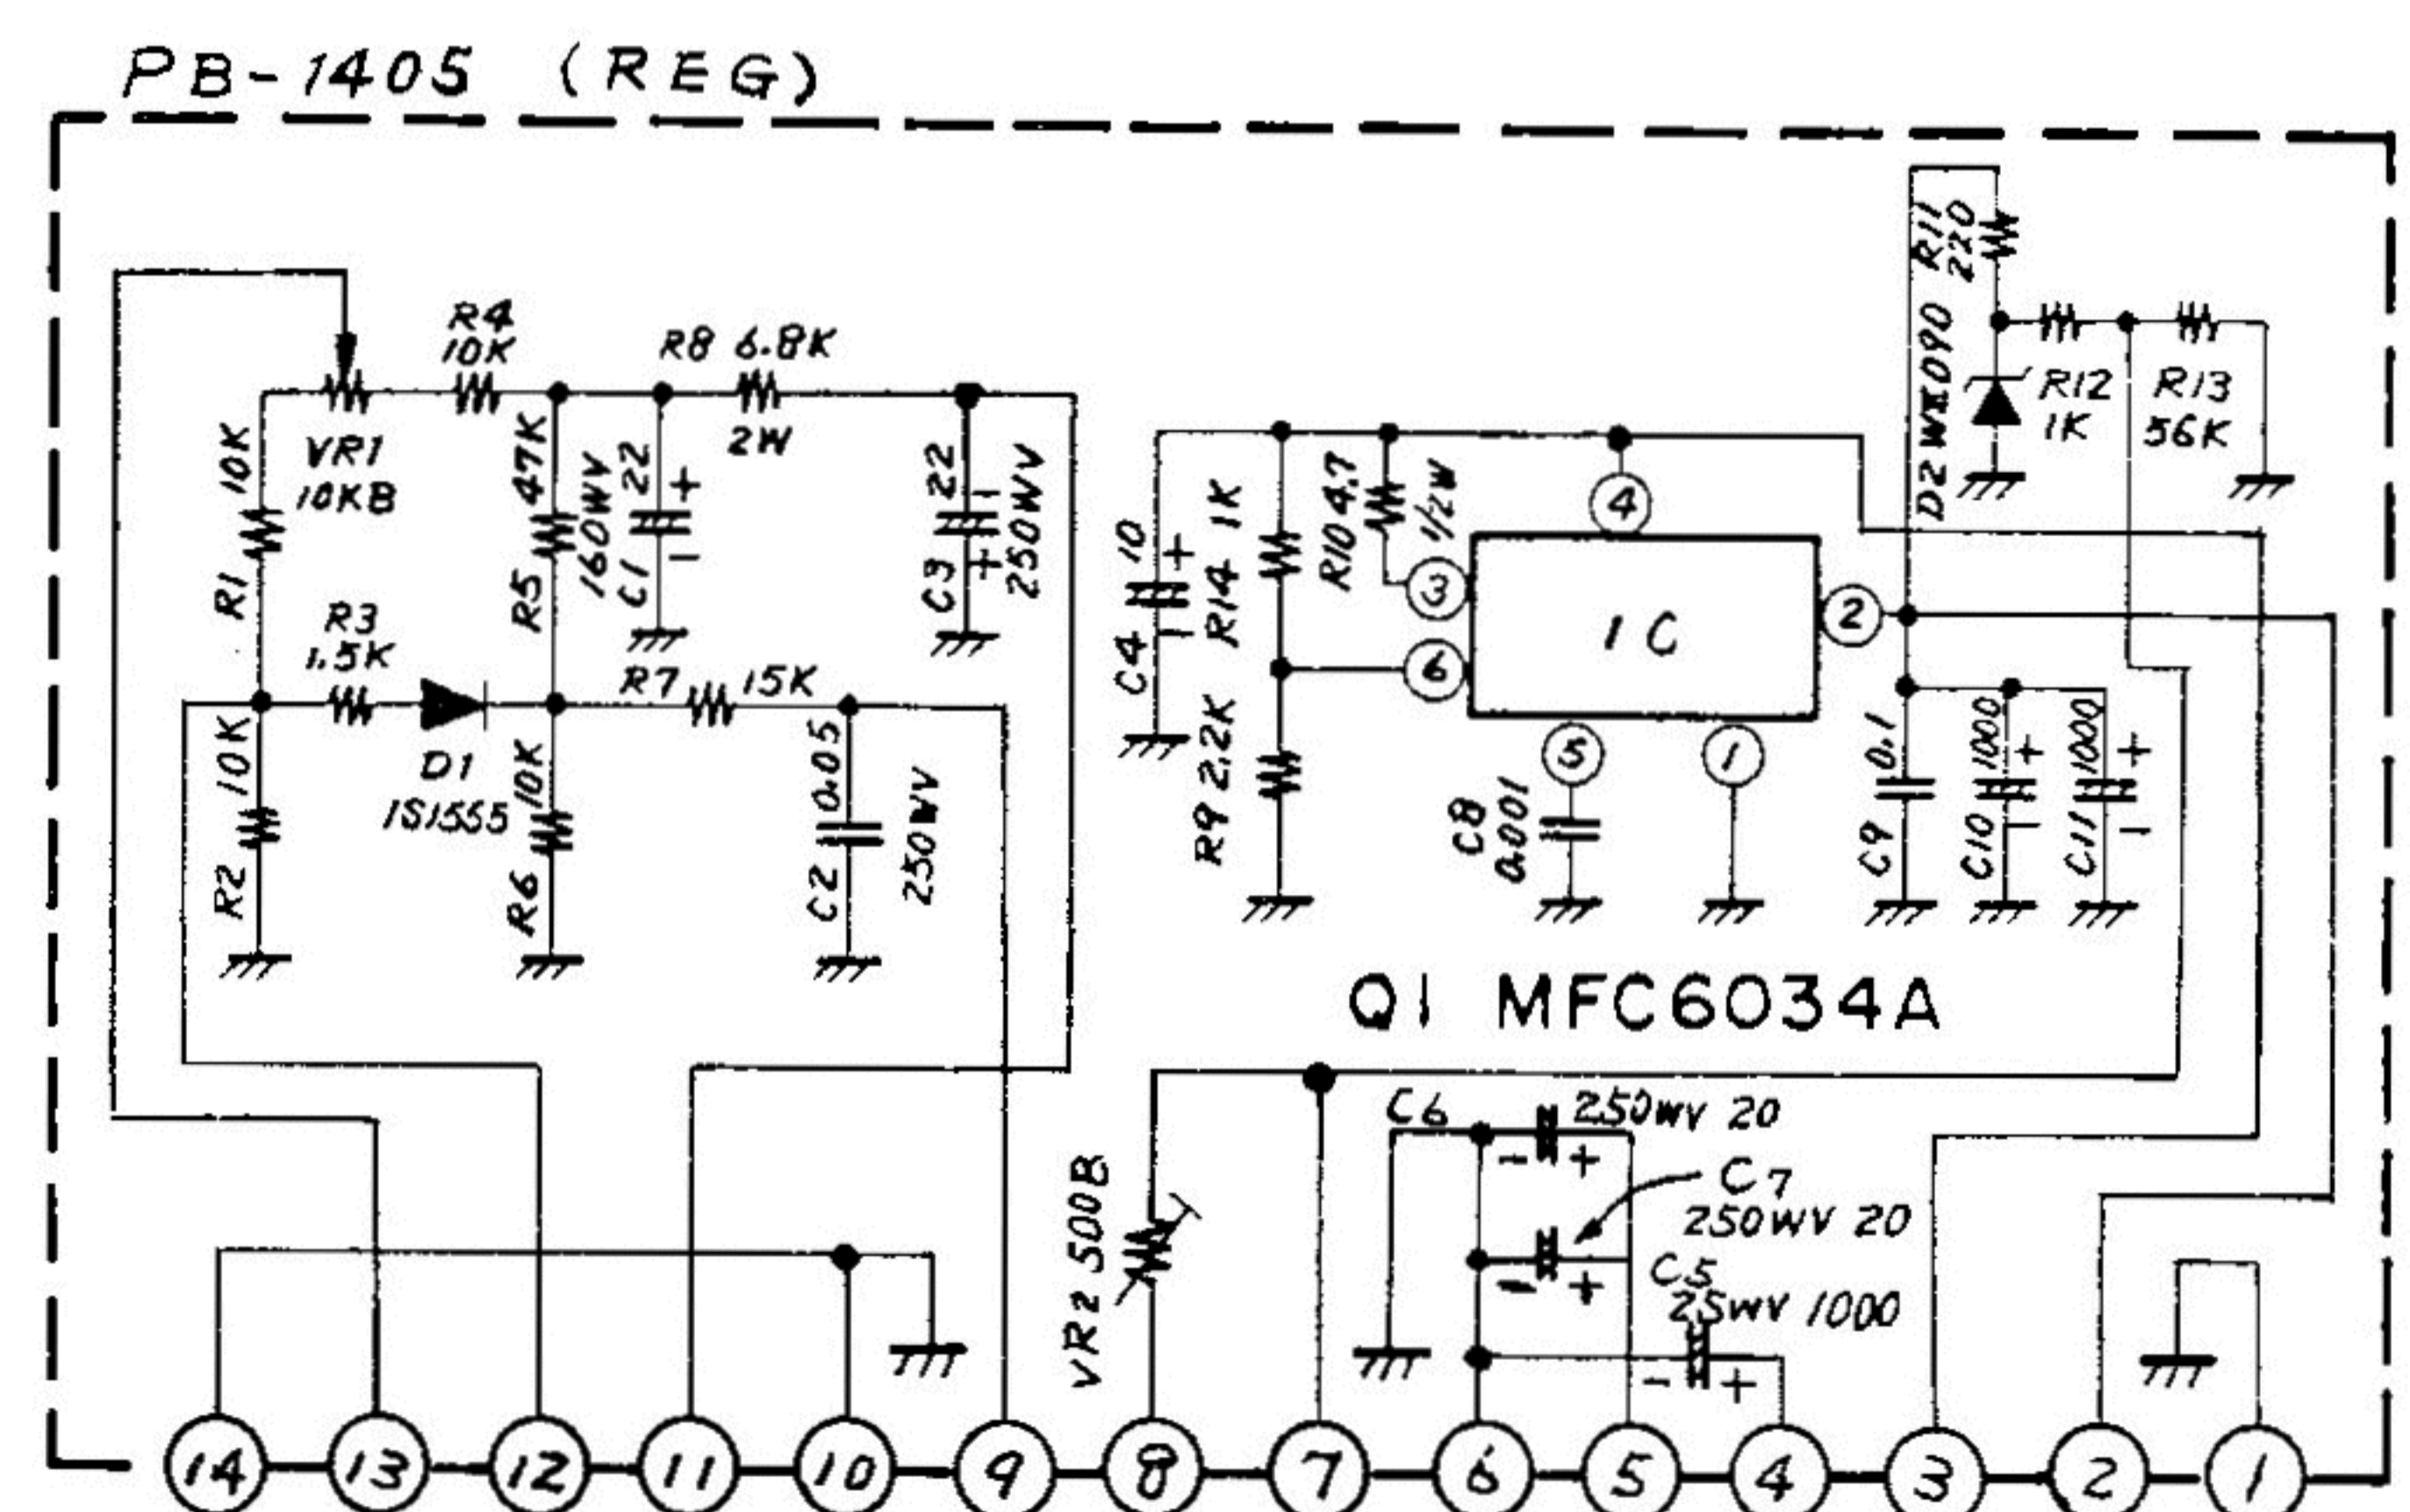 PB-1405 (REG)
R11
220
D2 WZ090
R12
1K
R13
56K
R4
10K
R8 6.8K
2W
VR1
10KB
10K
R1
47K
R5
160WV
C1 22
+
-
C3 22
-
+
250WV
R3
1.5K
D1
1S1555
R7 15K
10K
R2
10K
R6
C2 0.05
250WV
C4 10
+
-
R14 1K
R10 4.7
1/2W
R9 2.2K
4
3
6
IC
2
5
1
C8
0.001
C9 0.1
C10 1000
+
-
C11 1000
+
-
Q1 MFC6034A
VR2 500B
C6 250WV 20
- +
C7
250WV 20
- +
C5
25WV 1000
- +
14 13 12 11 10 9 8 7 6 5 4 3 2 1